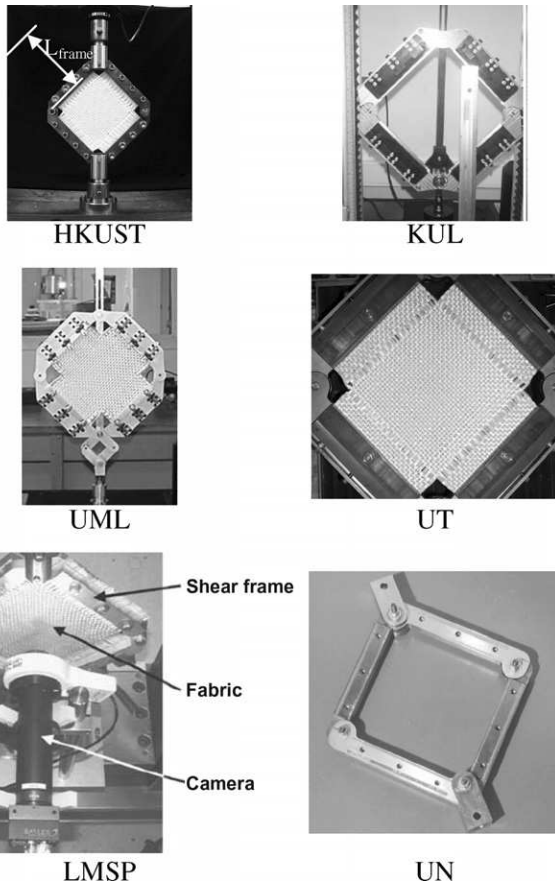 L_frame
HKUST
KUL
UML
UT
Shear frame
Fabric
Camera
LMSP
UN